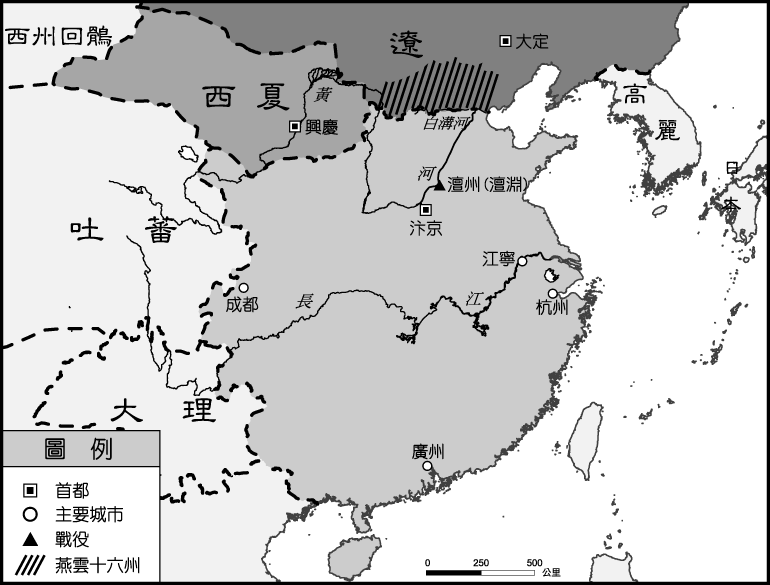 西州回鶻
遼
大定
西夏
黃
興慶
白溝河
高麗
河
澶州(澶淵)
日本
汴京
吐蕃
江寧
成都
長
江
杭州
大理
廣州
圖例
首都
主要城市
戰役
燕雲十六州
0 250 500
公里